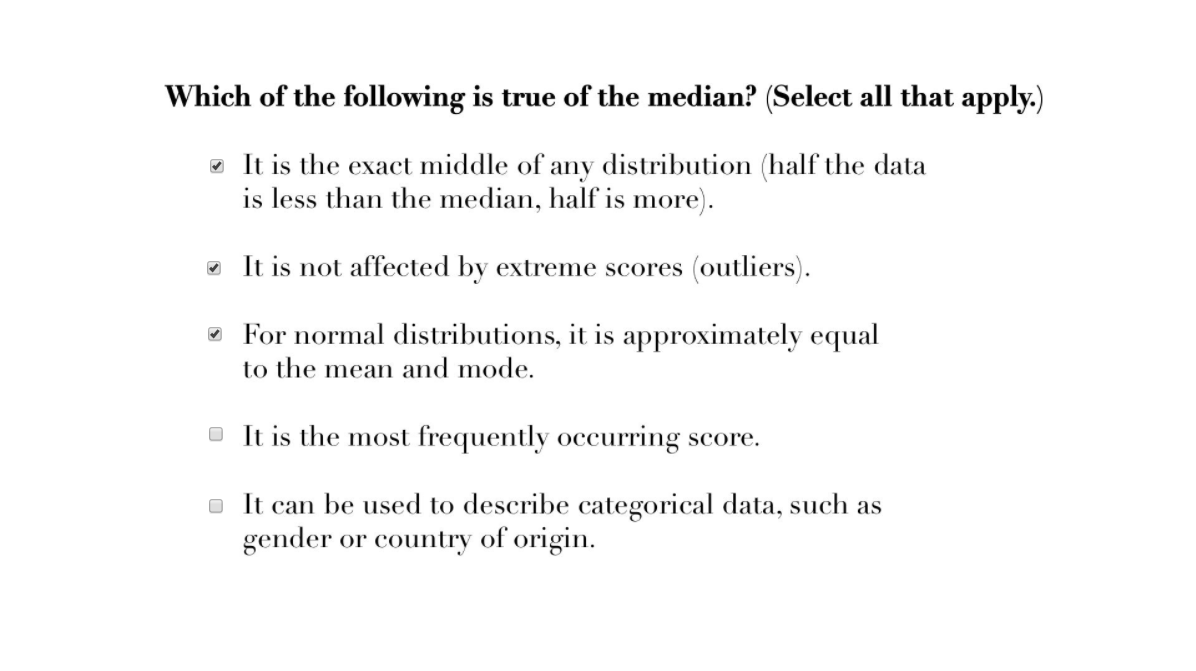 Which of the following is true of the median? (Select all that apply.)
It is the exact middle of any distribution (half the data
is less than the median, half is more).
It is not affected by extreme scores (outliers).
For normal distributions, it is approximately equal
to the mean and mode.
It is the most frequently occurring score.
It can be used to describe categorical data, such as
gender or country of origin.